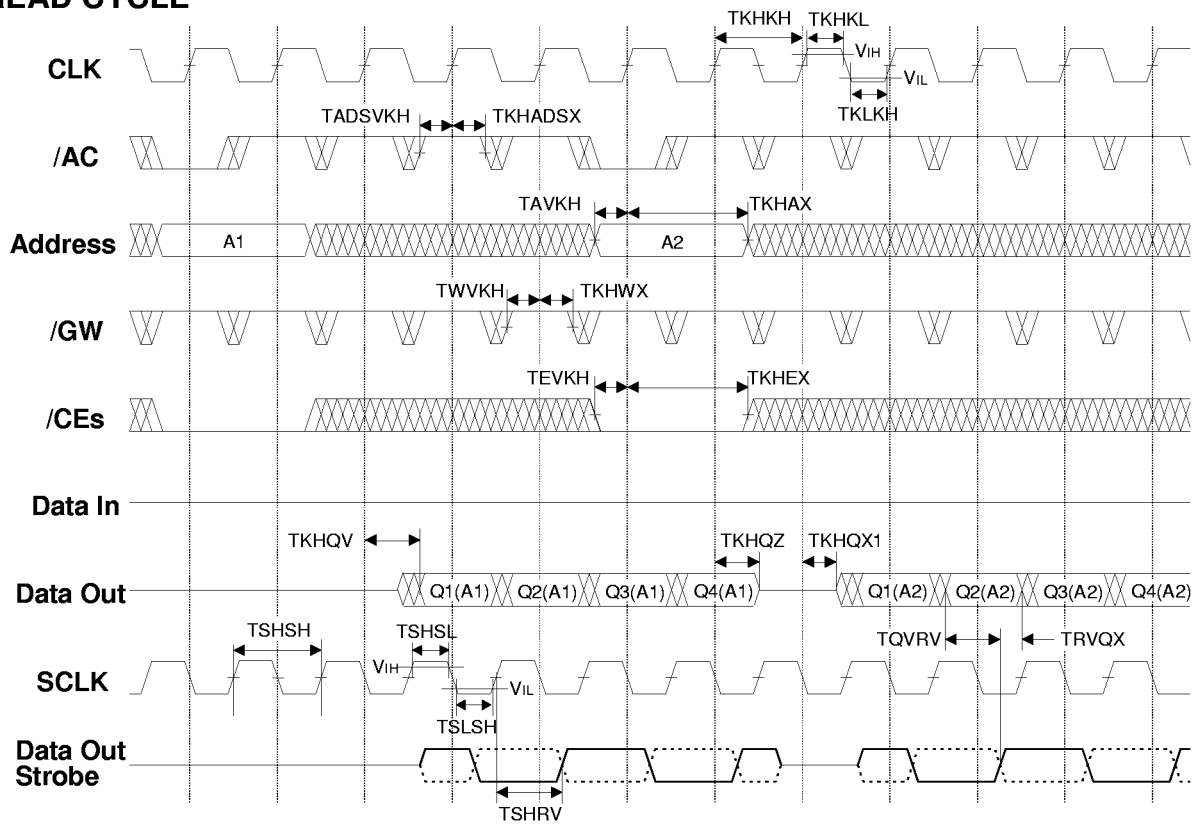 READ CYCLE
TKHKH
TKHKL
CLK
VIH
VIL
TKLKH
TADSVKH
TKHADSX
/AC
TAVKH
TKHAX
Address
A1
A2
TWVKH
TKHWX
/GW
TEVKH
TKHEX
/CEs
Data In
TKHQV
TKHQZ
TKHQX1
Data Out
Q1(A1)
Q2(A1)
Q3(A1)
Q4(A1)
Q1(A2)
Q2(A2)
Q3(A2)
Q4(A2)
TSHSH
TSHSL
TQVRV
TRVQX
SCLK
VIH
VIL
TSLSH
Data Out
Strobe
TSHRV